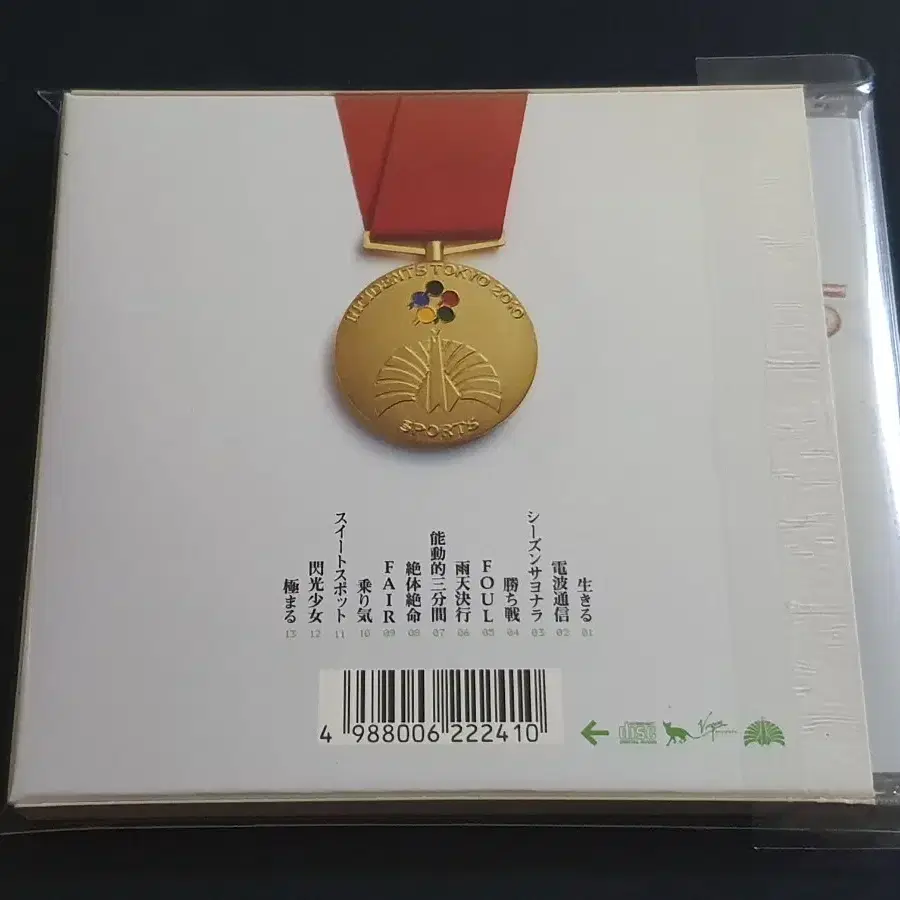 INCIDENTS TOKYO 2010
SPORTS
生きる 01
電波通信 02
シーズンサヨナラ 03
勝ち戦 04
FOUL 05
雨天決行 06
能動的三分間 07
絶体絶命 08
FAIR 09
乗り気 10
スイートスポット 11
閃光少女 12
極まる 13
4 988006 222410
disc
Virgin